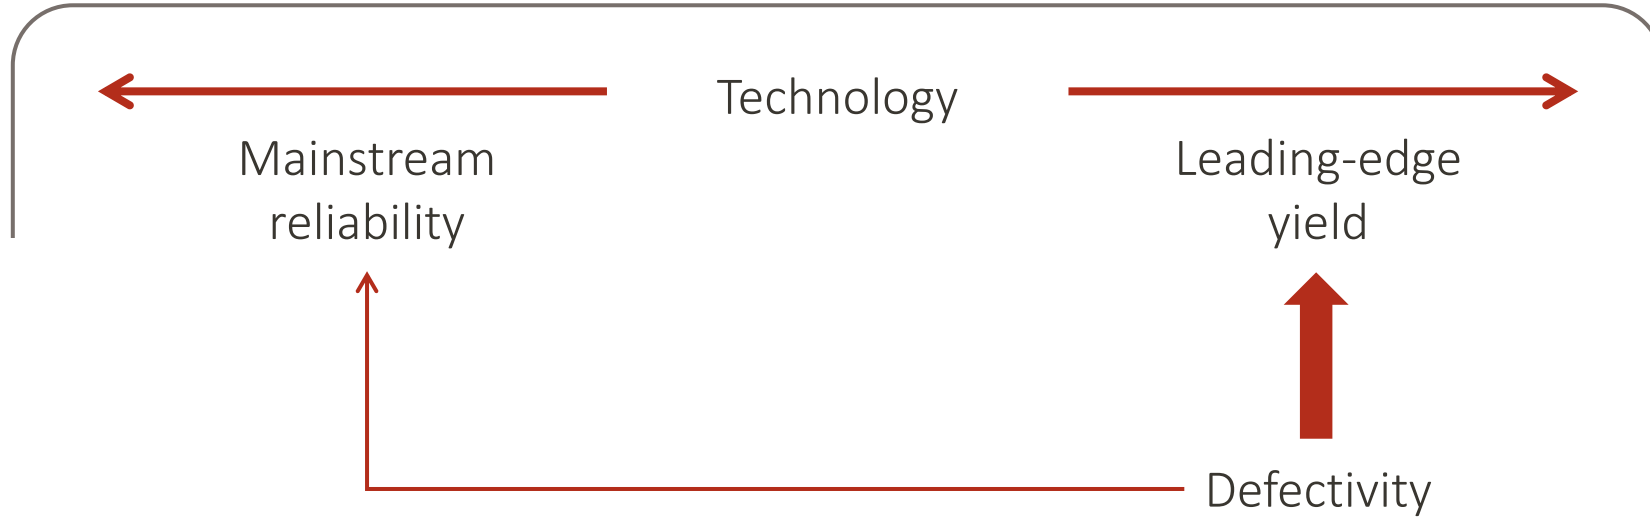 Technology
Mainstream
reliability
Leading-edge
yield
Defectivity